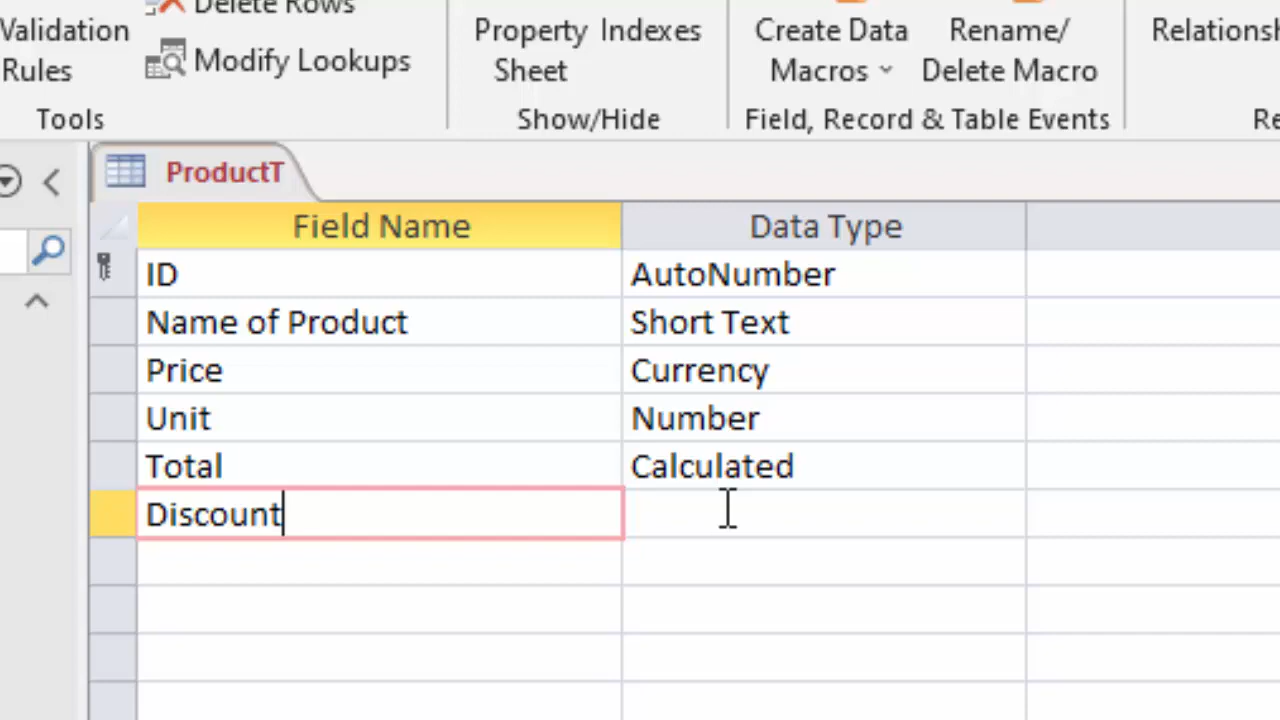 Delete Rows
Validation Rules
Modify Lookups
Property Sheet
Indexes
Create Data Macros
Rename/ Delete Macro
Tools
Show/Hide
Field, Record & Table Events
ProductT
Field Name Data Type
ID AutoNumber
Name of Product Short Text
Price Currency
Unit Number
Total Calculated
Discount